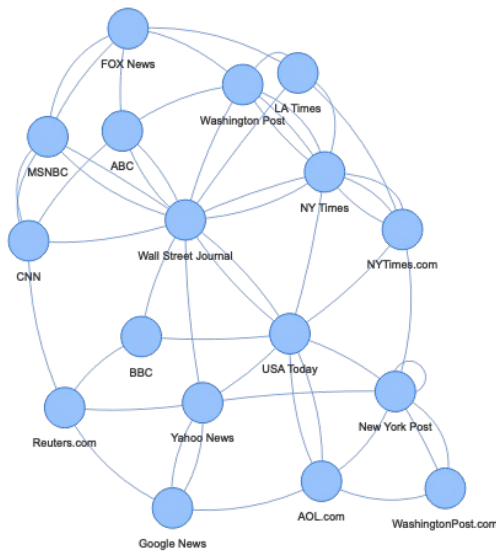 FOX News
LA Times
Washington Post
MSNBC
ABC
NY Times
Wall Street Journal
NYTimes.com
CNN
BBC
USA Today
Reuters.com
Yahoo News
New York Post
AOL.com
WashingtonPost.com
Google News